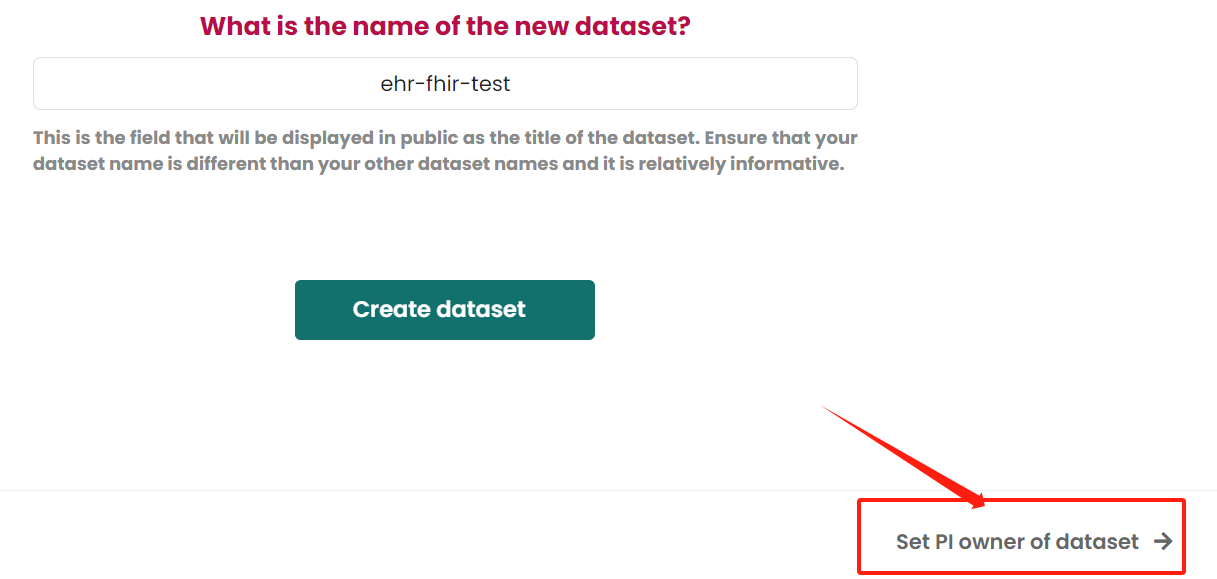 What is the name of the new dataset?
ehr-fhir-test
This is the field that will be displayed in public as the title of the dataset. Ensure that your
dataset name is different than your other dataset names and it is relatively informative.
Create dataset
Set PI owner of dataset →